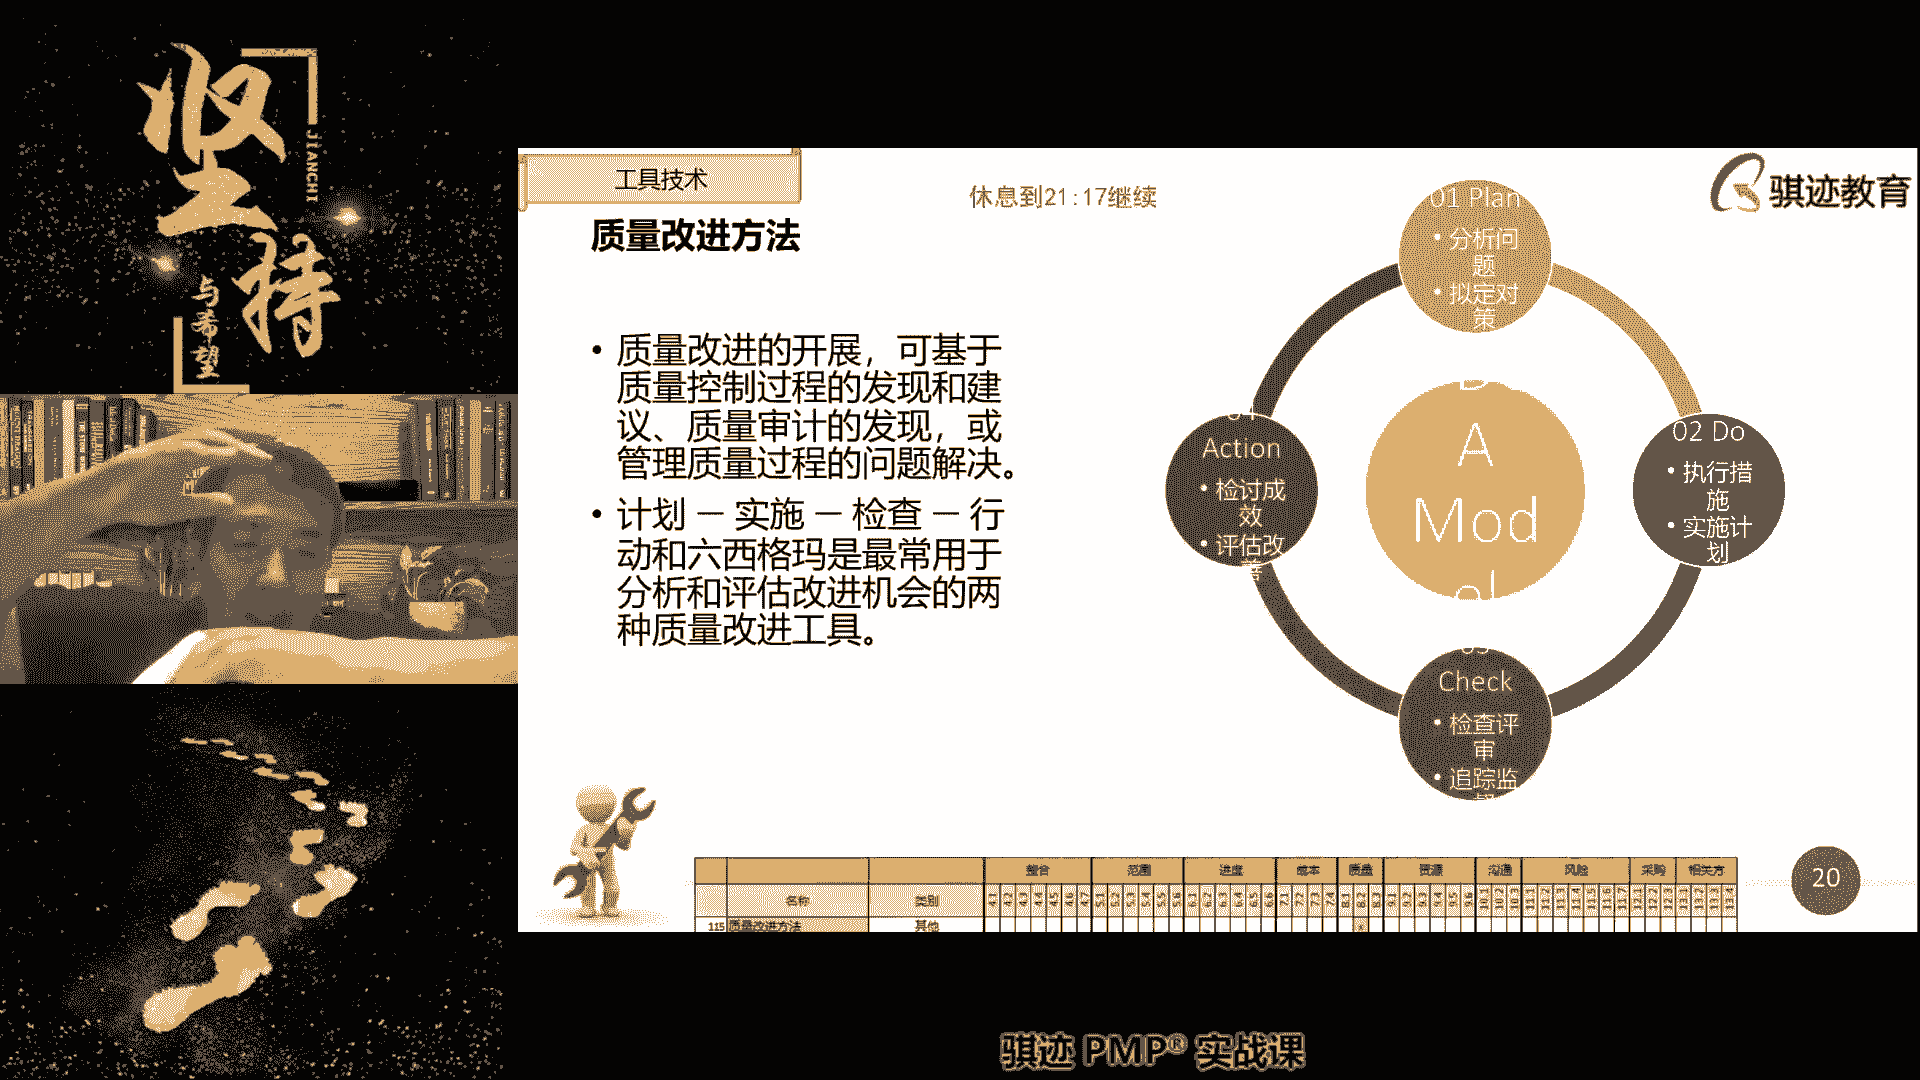 坚持
JIANCHI
与希望
工具技术
休息到21:17继续
骐迹教育
质量改进方法
• 质量改进的开展，可基于
质量控制过程的发现和建
议、质量审计的发现，或
管理质量过程的问题解决。
• 计划 － 实施 － 检查 － 行
动和六西格玛是最常用于
分析和评估改进机会的两
种质量改进工具。
01 Plan
• 分析问
题
• 拟定对
策
02 Do
• 执行措
施
• 实施计
划
03
Check
• 检查评
审
• 追踪监
督
04
Action
• 检讨成
效
• 评估改
善
A
Mod
el
整合 范围 进度 成本 质量 资源 沟通 风险 采购 相关方
名称 类别
115 质量改进方法 其他
20
骐迹 PMP® 实战课